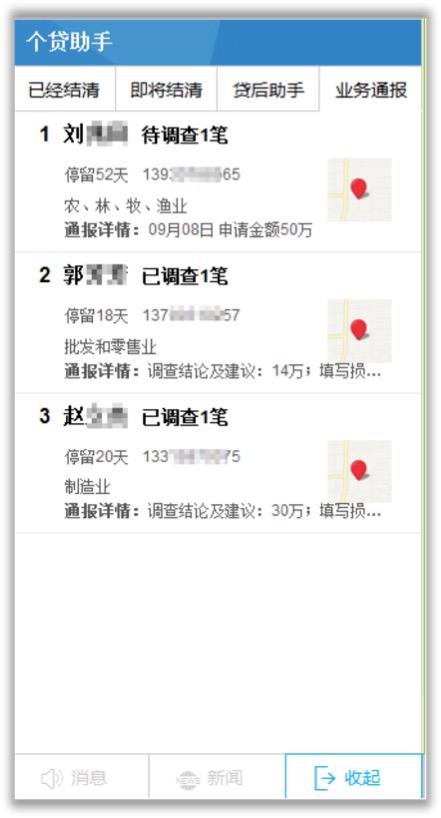 个贷助手
已经结清 即将结清 贷后助手 业务通报
1 刘 待调查1笔
停留52天 139 65
农、林、牧、渔业
通报详情：09月08日 申请金额50万
2 郭 已调查1笔
停留18天 137 57
批发和零售业
通报详情：调查结论及建议：14万；填写损...
3 赵 已调查1笔
停留20天 133 75
制造业
通报详情：调查结论及建议：30万；填写损...
消息 NEWS 新闻 收起